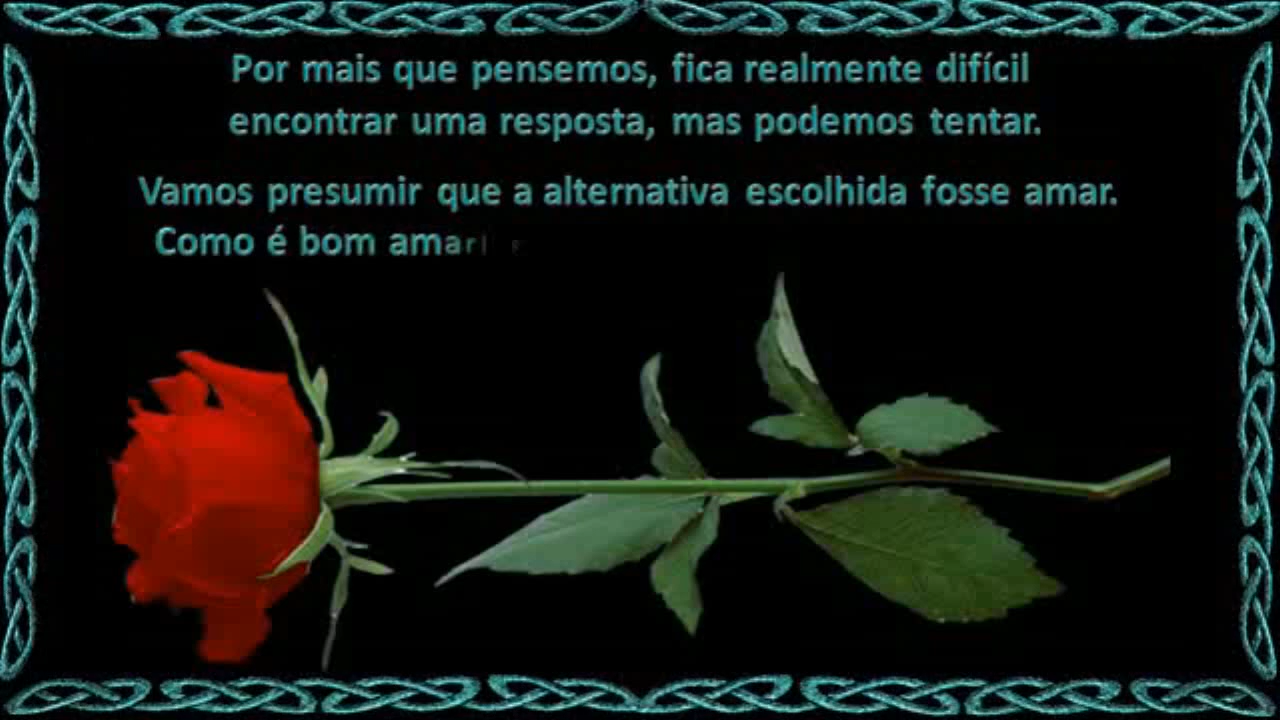 Por mais que pensemos, fica realmente difícil
encontrar uma resposta, mas podemos tentar.
Vamos presumir que a alternativa escolhida fosse amar.
Como é bom amar!